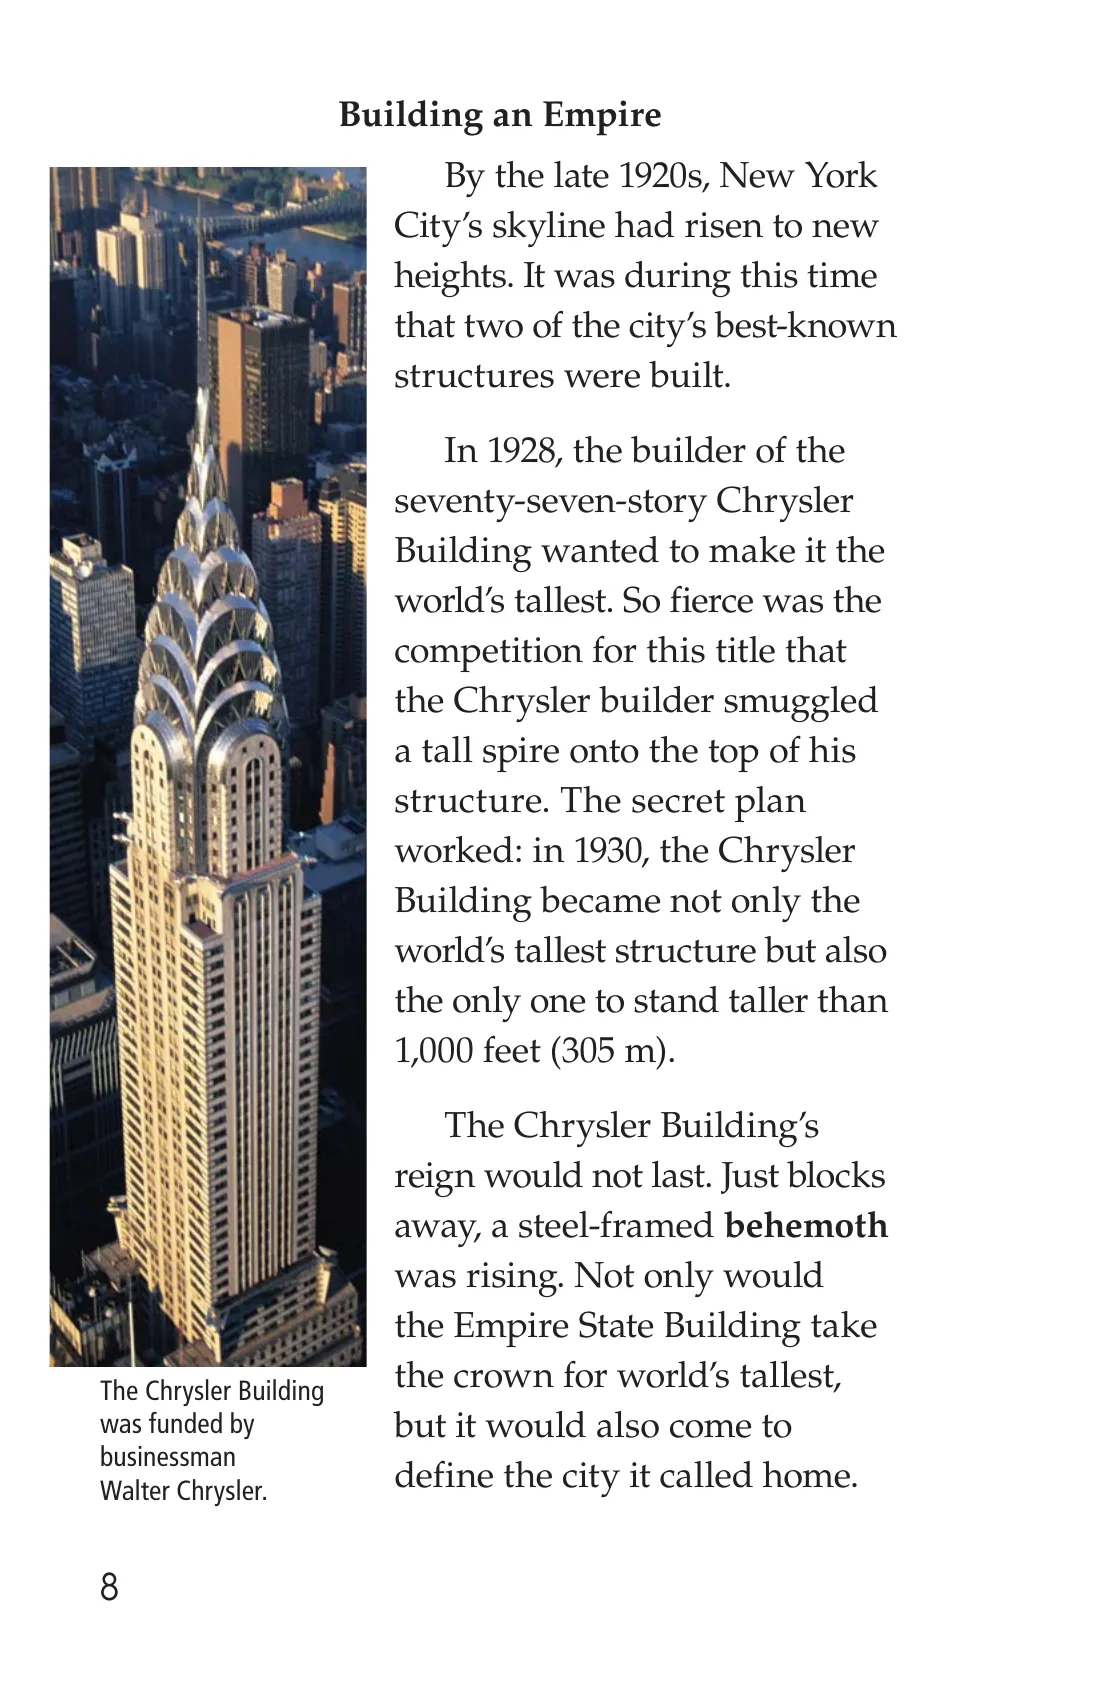 Building an Empire
By the late 1920s, New York
City’s skyline had risen to new
heights. It was during this time
that two of the city’s best-known
structures were built.
In 1928, the builder of the
seventy-seven-story Chrysler
Building wanted to make it the
world’s tallest. So fierce was the
competition for this title that
the Chrysler builder smuggled
a tall spire onto the top of his
structure. The secret plan
worked: in 1930, the Chrysler
Building became not only the
world’s tallest structure but also
the only one to stand taller than
1,000 feet (305 m).
The Chrysler Building’s
reign would not last. Just blocks
away, a steel-framed behemoth
was rising. Not only would
the Empire State Building take
the crown for world’s tallest,
but it would also come to
define the city it called home.
The Chrysler Building
was funded by
businessman
Walter Chrysler.
8